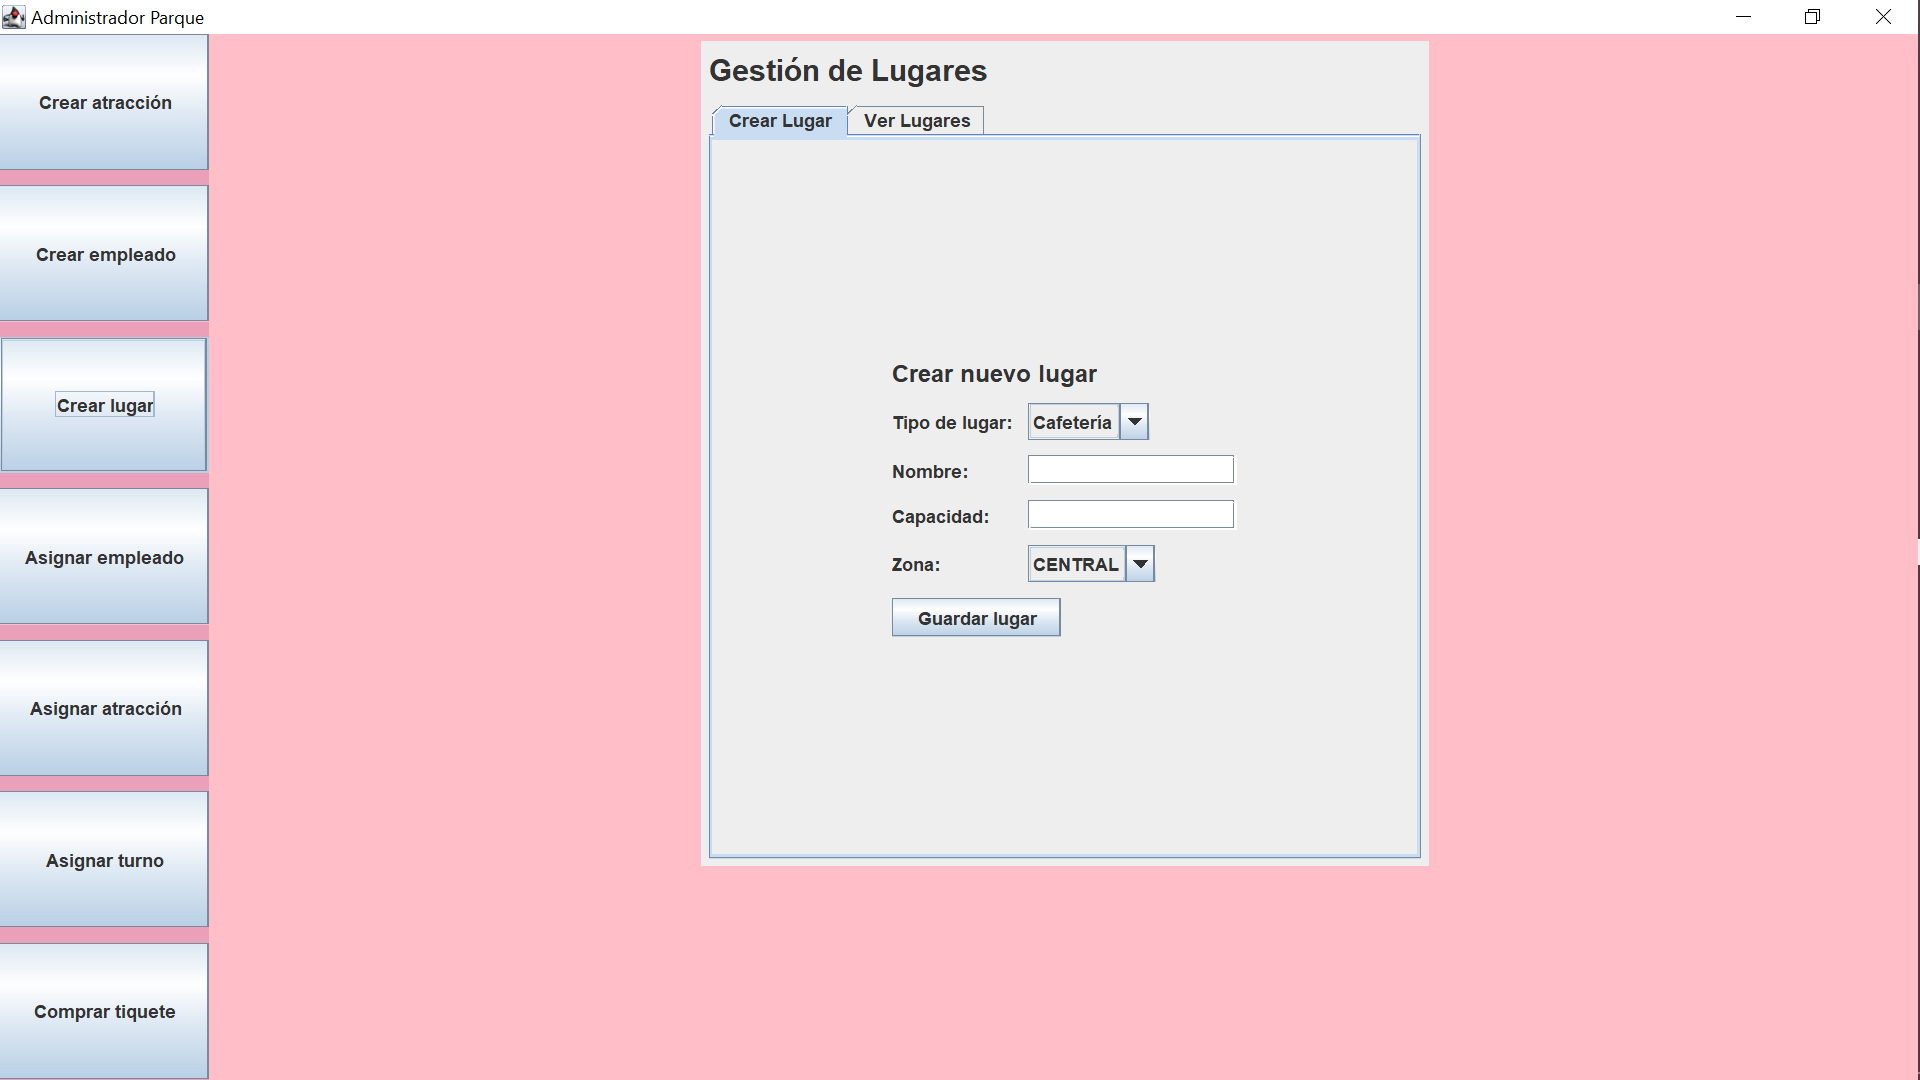 Administrador Parque
Crear atracción
Crear empleado
Crear lugar
Asignar empleado
Asignar atracción
Asignar turno
Comprar tiquete
Gestión de Lugares
Crear Lugar
Ver Lugares
Crear nuevo lugar
Tipo de lugar: Cafetería
Nombre:
Capacidad:
Zona: CENTRAL
Guardar lugar